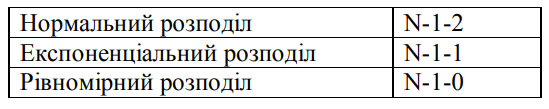 Нормальний розподіл N-1-2
Експоненціальний розподіл N-1-1
Рівномірний розподіл N-1-0